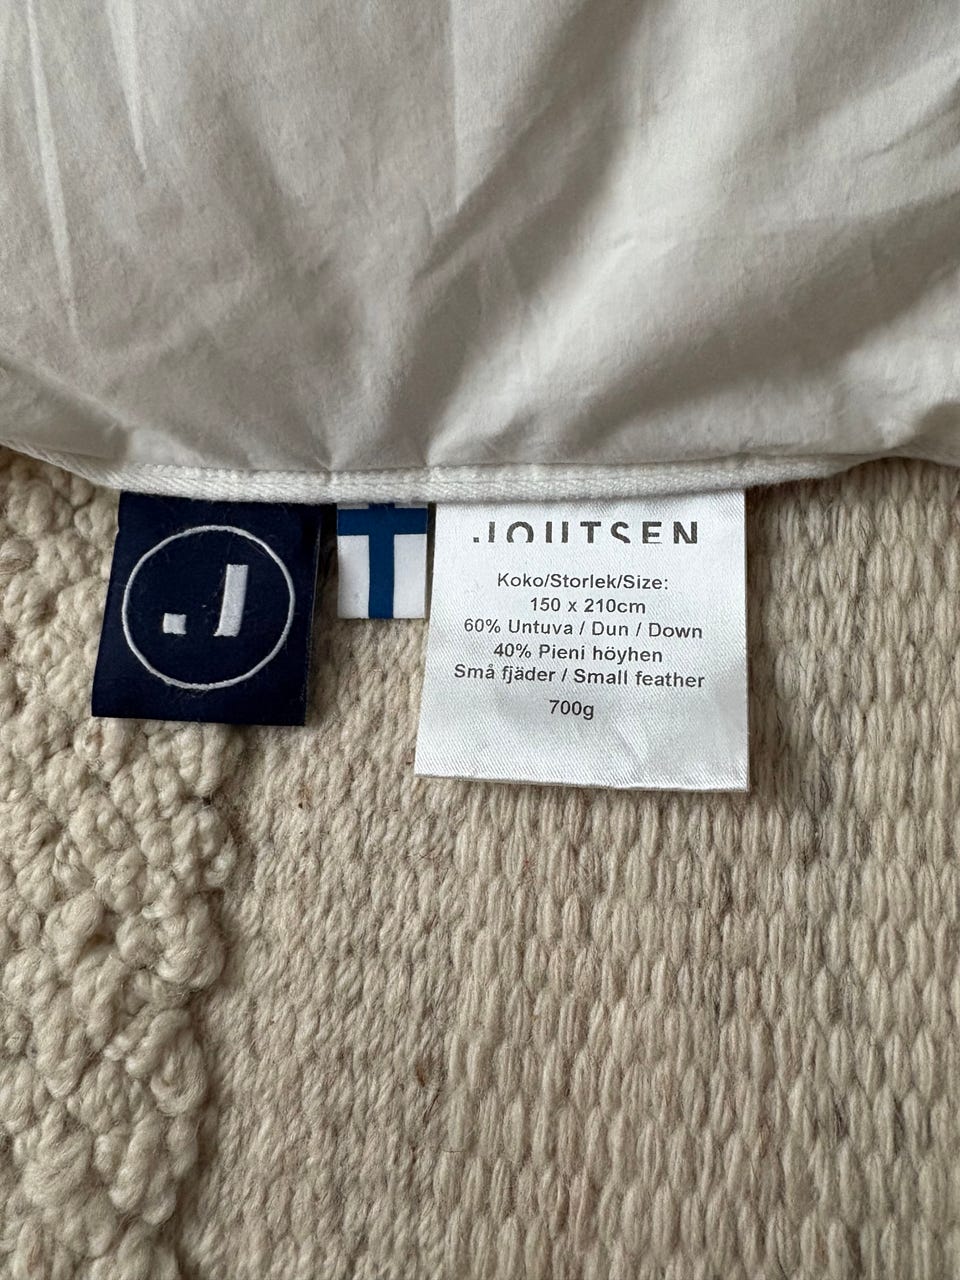 .J
JOUTSEN
Koko/Storlek/Size:
150 x 210cm
60% Untuva / Dun / Down
40% Pieni höyhen
Små fjäder / Small feather
700g